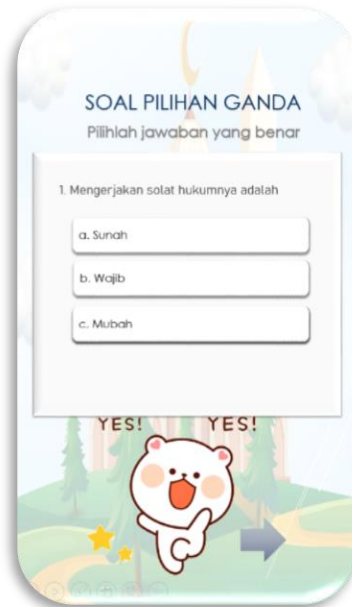 SOAL PILIHAN GANDA
Pilihlah jawaban yang benar
1. Mengerjakan solat hukumnya adalah
a. Sunah
b. Wajib
c. Mubah
YES! YES!